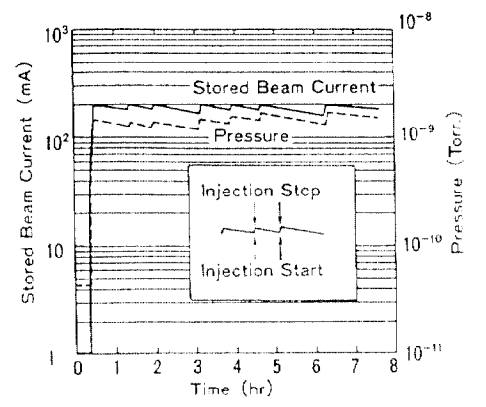 10³
10² 
10
1
Stored Beam Current (mA)
10⁻⁸
10⁻⁹
10⁻¹⁰
10⁻¹¹
Pressure (Torr.)
Stored Beam Current
Pressure
Injection Stop
Injection Start
0 1 2 3 4 5 6 7 8
Time (hr)